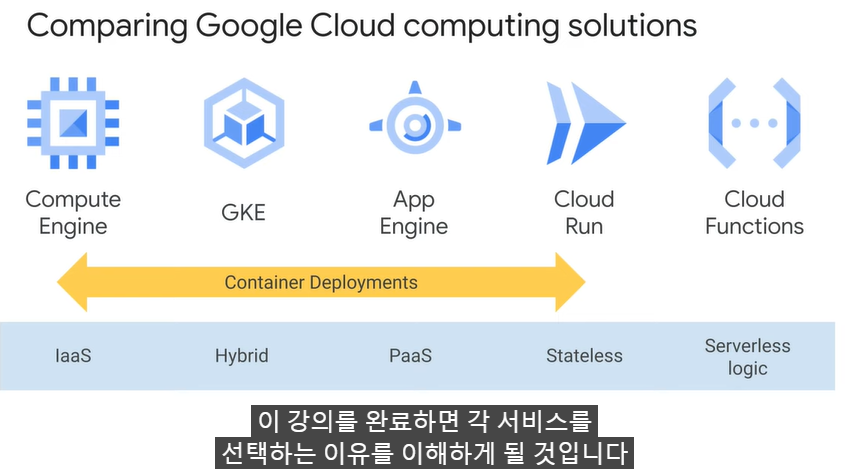 Comparing Google Cloud computing solutions
Compute
Engine
GKE
App
Engine
Cloud
Run
Cloud
Functions
Container Deployments
IaaS
Hybrid
PaaS
Stateless
Serverless
logic
이 강의를 완료하면 각 서비스를
선택하는 이유를 이해하게 될 것입니다